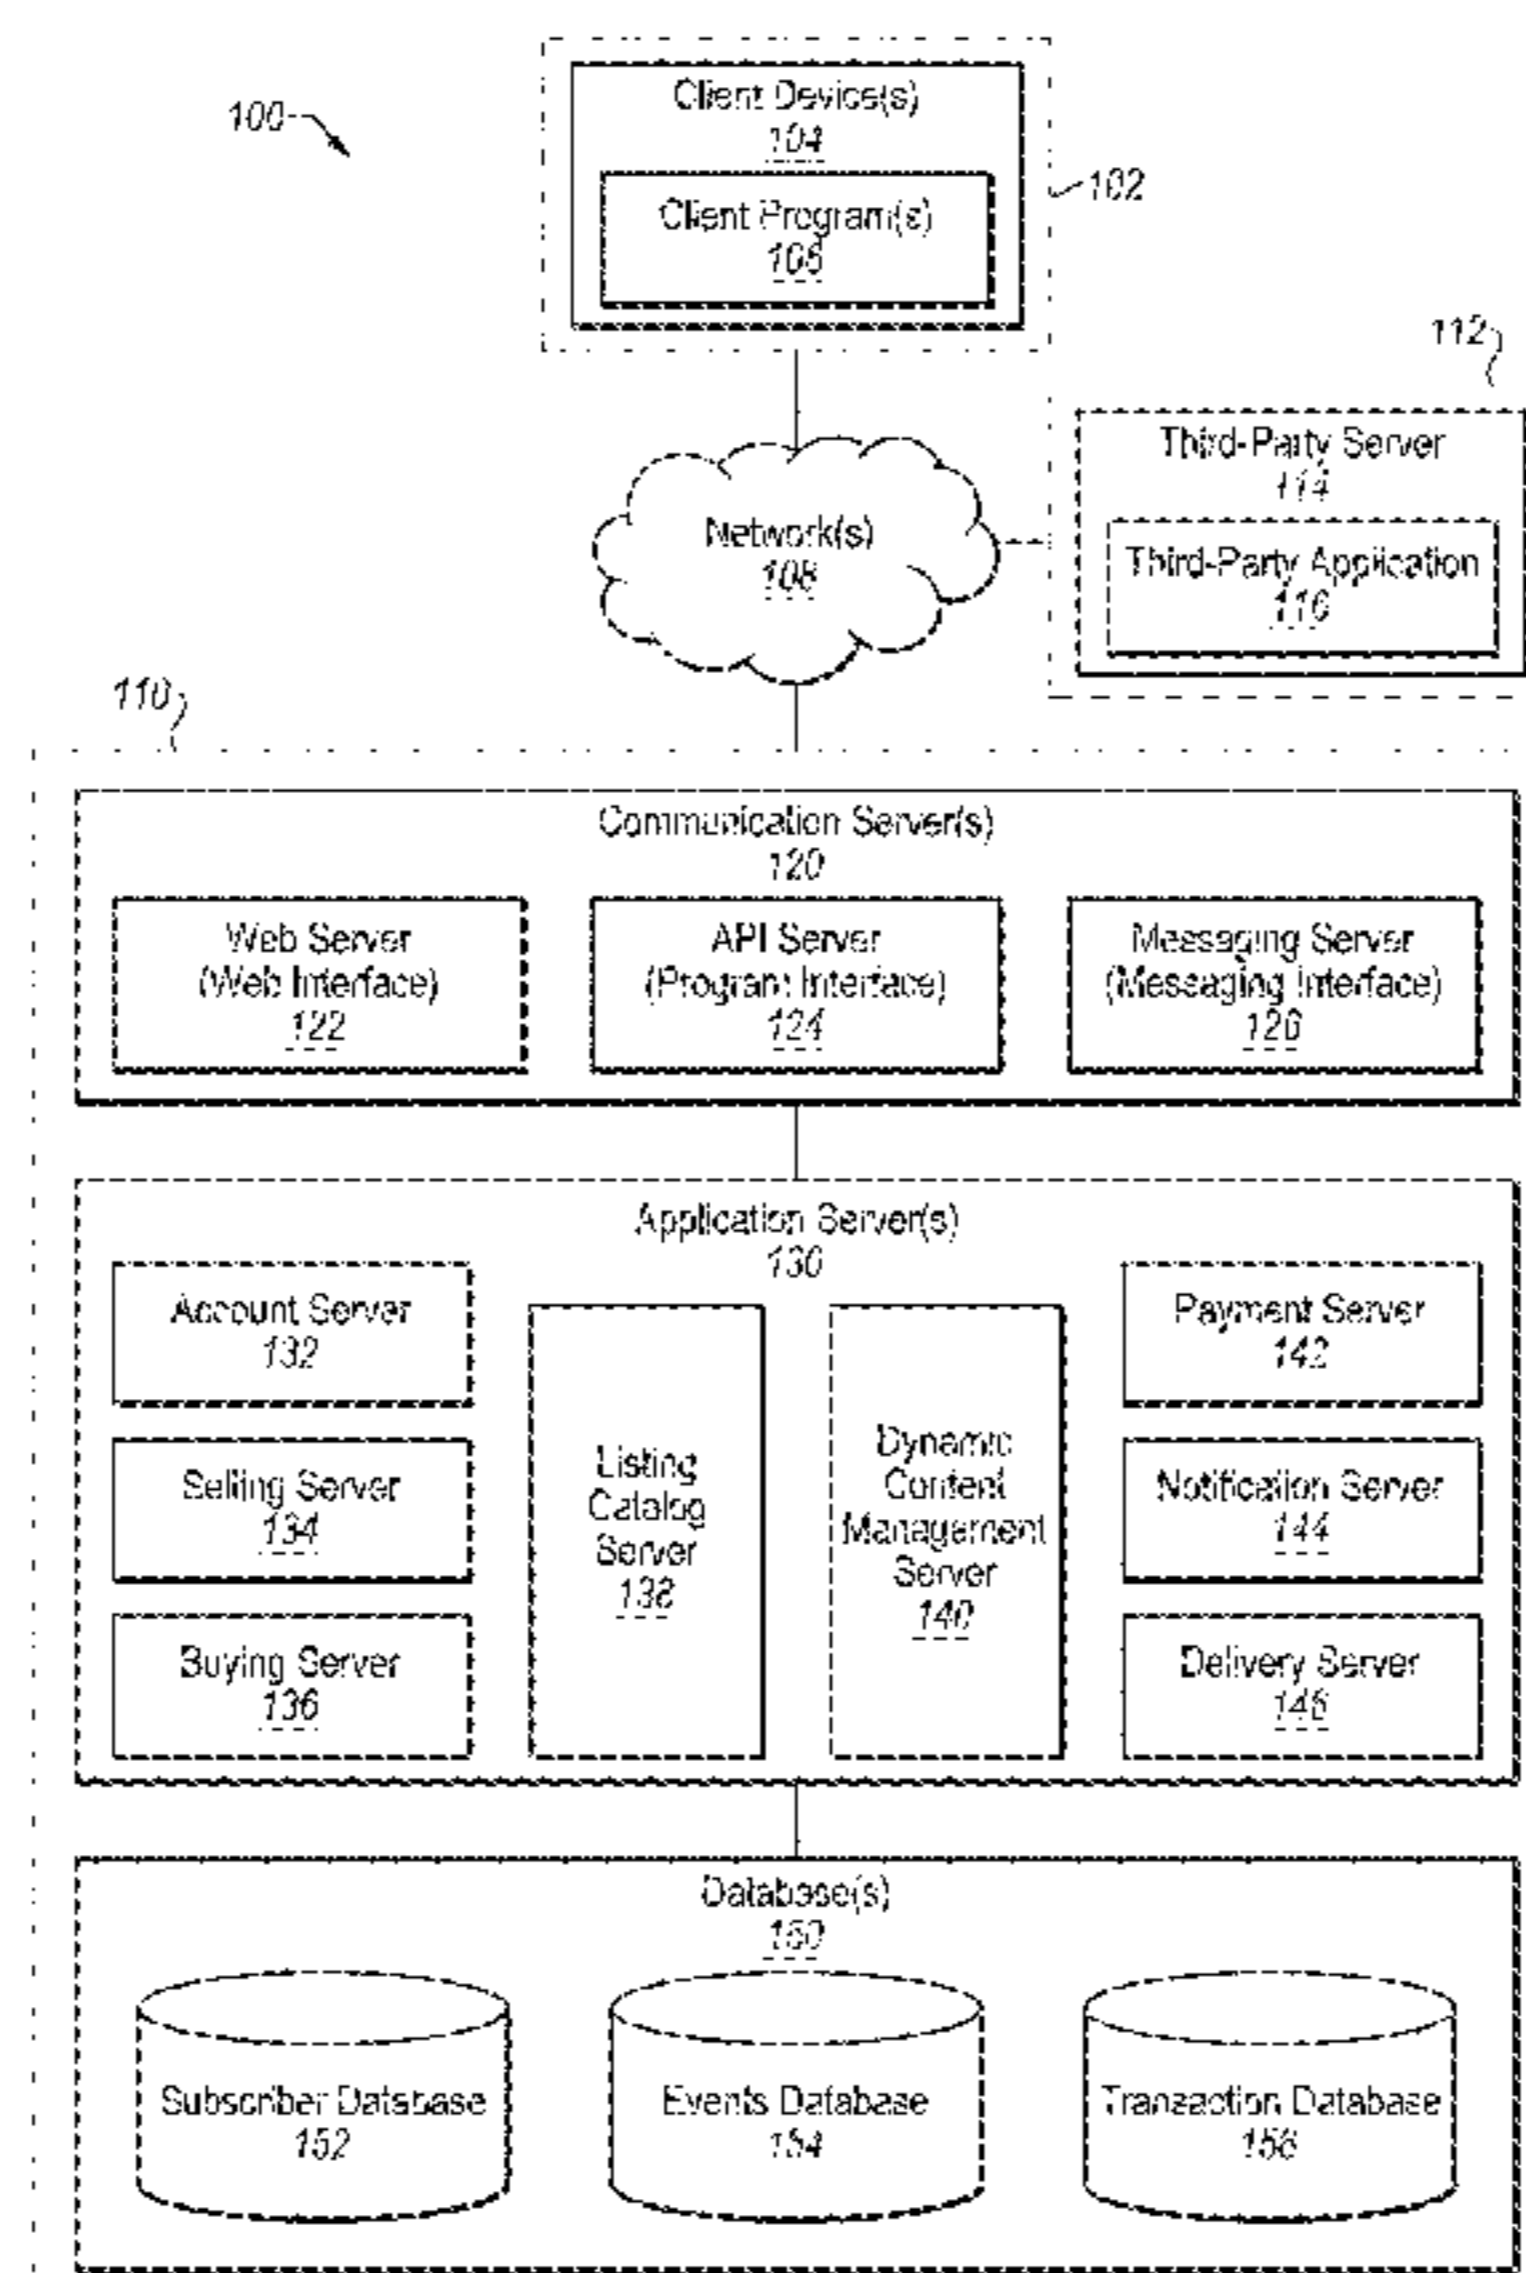 100
Client Device(s)
104
Client Program(s)
106
102
112
Third-Party Server
114
Third-Party Application
116
Network(s)
108
110
Communication Server(s)
120
Web Server
(Web Interface)
122
API Server
(Program Interface)
124
Messaging Server
(Messaging Interface)
126
Application Server(s)
130
Account Server
132
Selling Server
134
Buying Server
136
Listing
Catalog
Server
138
Dynamic
Content
Management
Server
140
Payment Server
142
Notification Server
144
Delivery Server
146
Database(s)
150
Subscriber Database
152
Events Database
154
Transaction Database
156